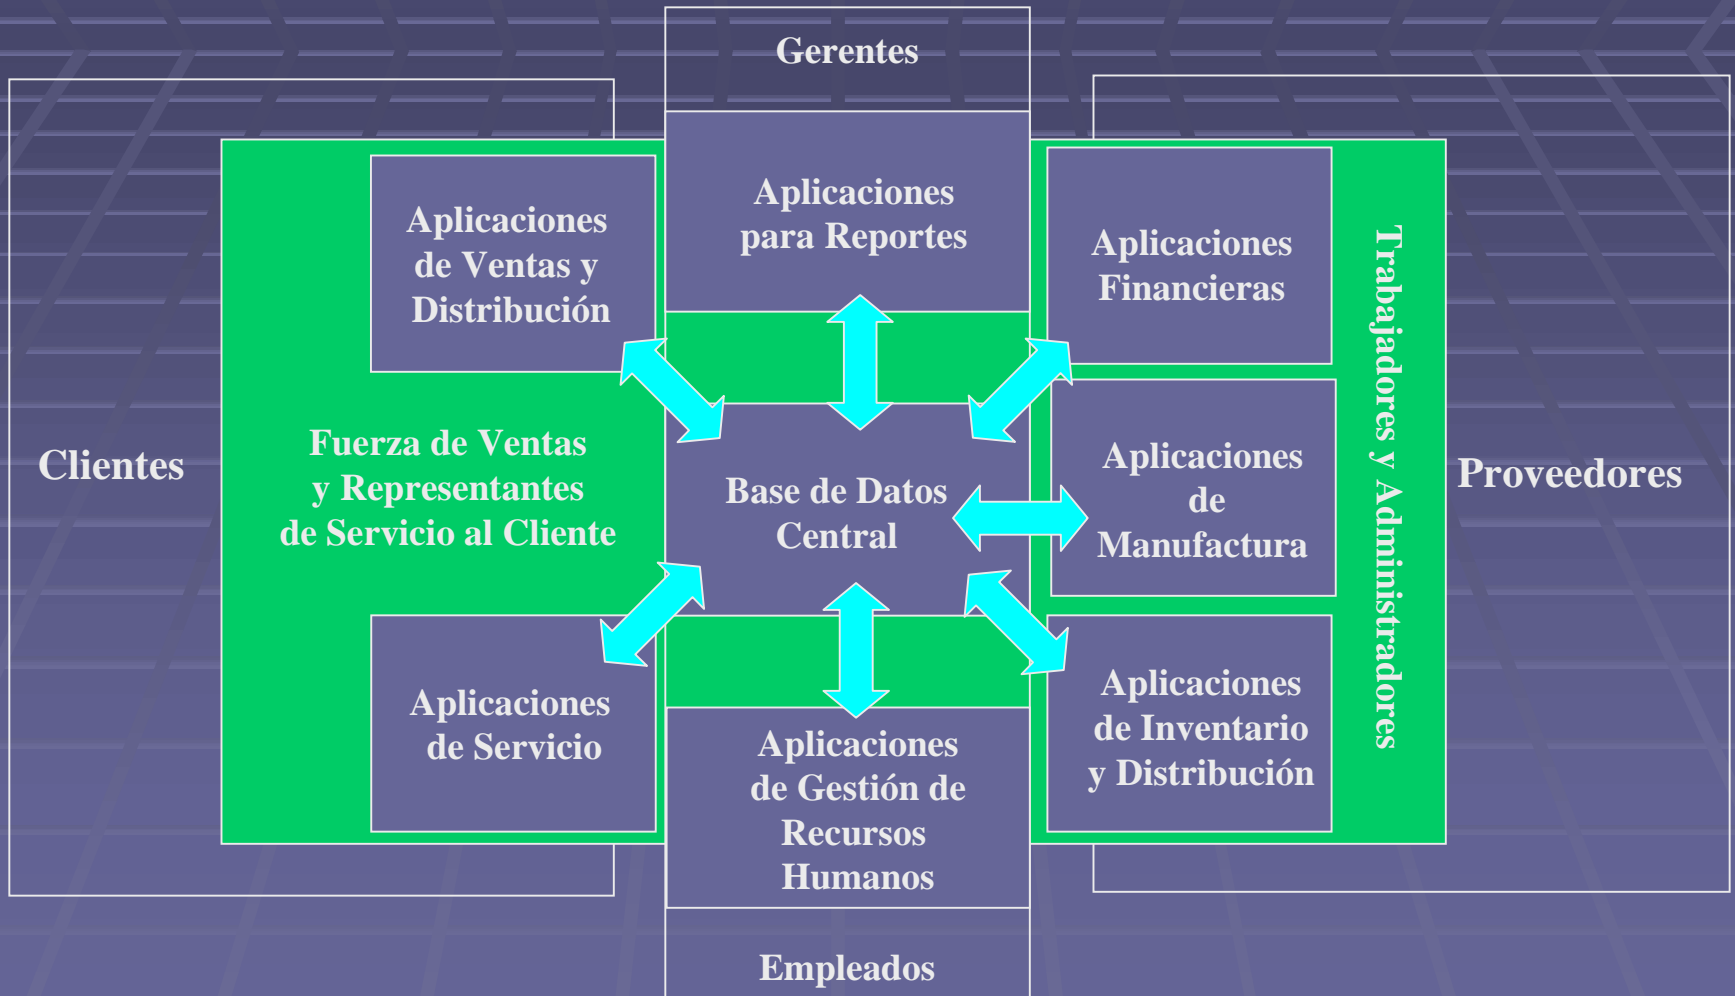 Gerentes
Aplicaciones
para Reportes
Aplicaciones
de Ventas y
Distribución
Aplicaciones
Financieras
Trabajadores y Administradores
Clientes
Fuerza de Ventas
y Representantes
de Servicio al Cliente
Base de Datos
Central
Aplicaciones
de
Manufactura
Proveedores
Aplicaciones
de Servicio
Aplicaciones
de Gestión de
Recursos
Humanos
Aplicaciones
de Inventario
y Distribución
Empleados